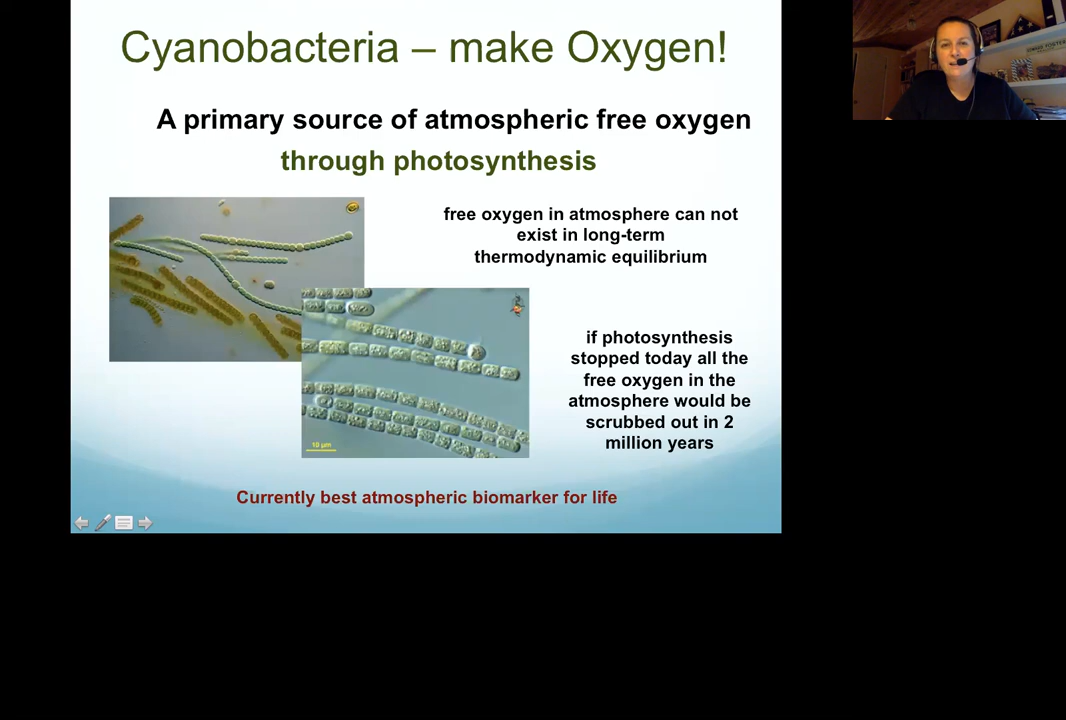 Cyanobacteria – make Oxygen!
A primary source of atmospheric free oxygen
through photosynthesis
free oxygen in atmosphere can not
exist in long-term
thermodynamic equilibrium
if photosynthesis
stopped today all the
free oxygen in the
atmosphere would be
scrubbed out in 2
million years
10 µm
Currently best atmospheric biomarker for life